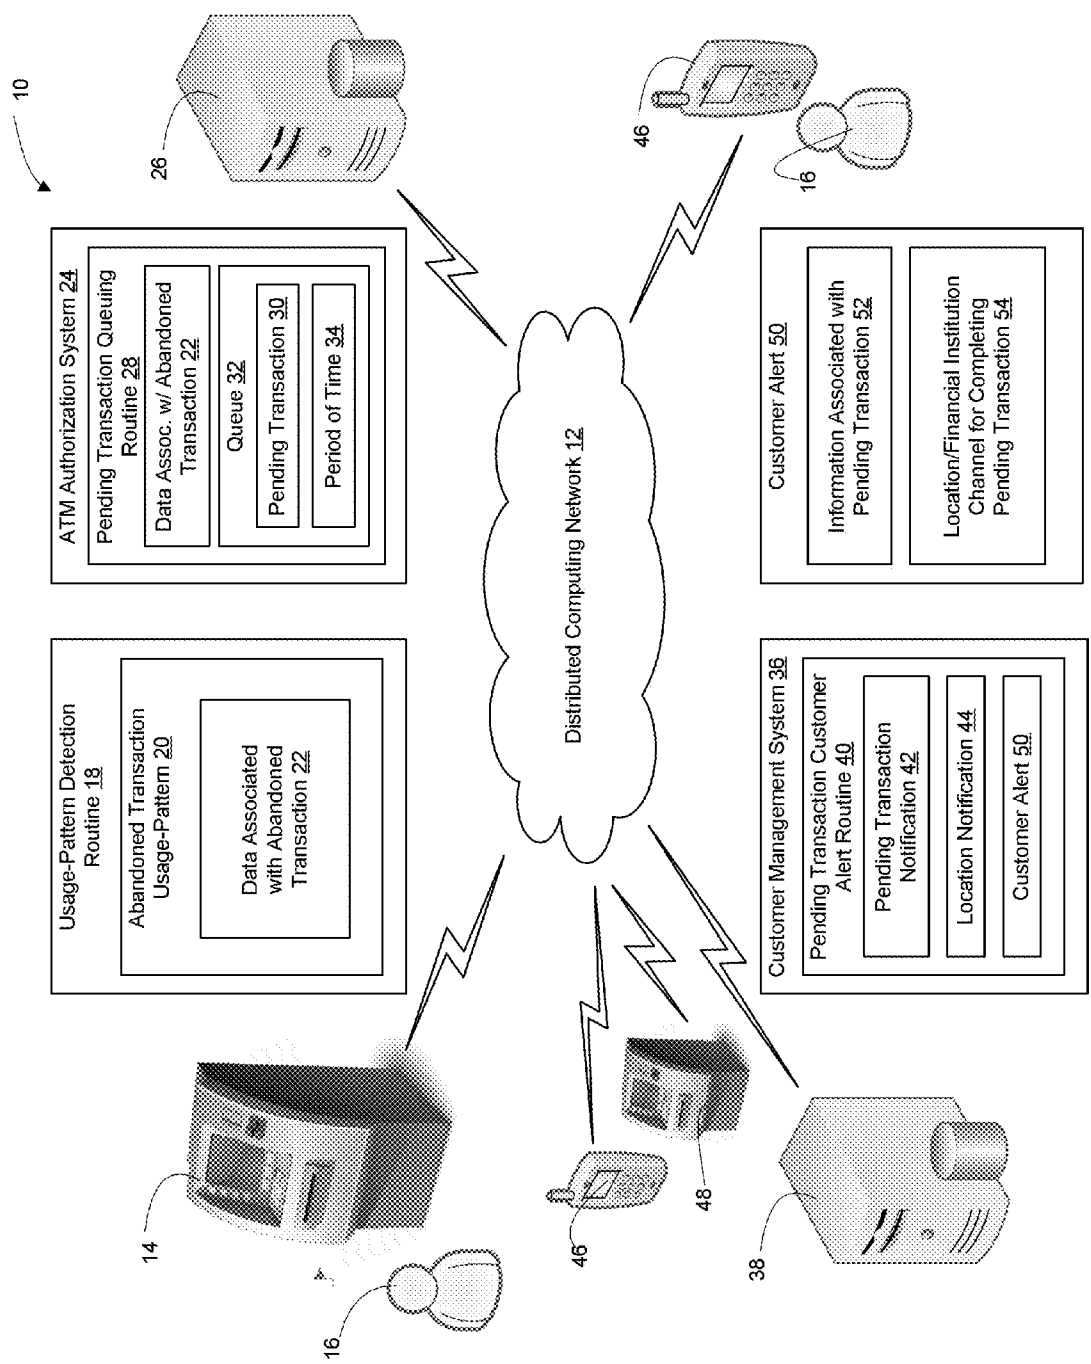 10
14
16
Usage-Pattern Detection
Routine 18
Abandoned Transaction
Usage-Pattern 20
Data Associated
with Abandoned
Transaction 22
ATM Authorization System 24
Pending Transaction Queuing
Routine 28
Data Assoc. w/ Abandoned
Transaction 22
Queue 32
Pending Transaction 30
Period of Time 34
26
Distributed Computing Network 12
46
48
38
Customer Management System 36
Pending Transaction Customer
Alert Routine 40
Pending Transaction
Notification 42
Location Notification 44
Customer Alert 50
Customer Alert 50
Information Associated with
Pending Transaction 52
Location/Financial Institution
Channel for Completing
Pending Transaction 54
46
16